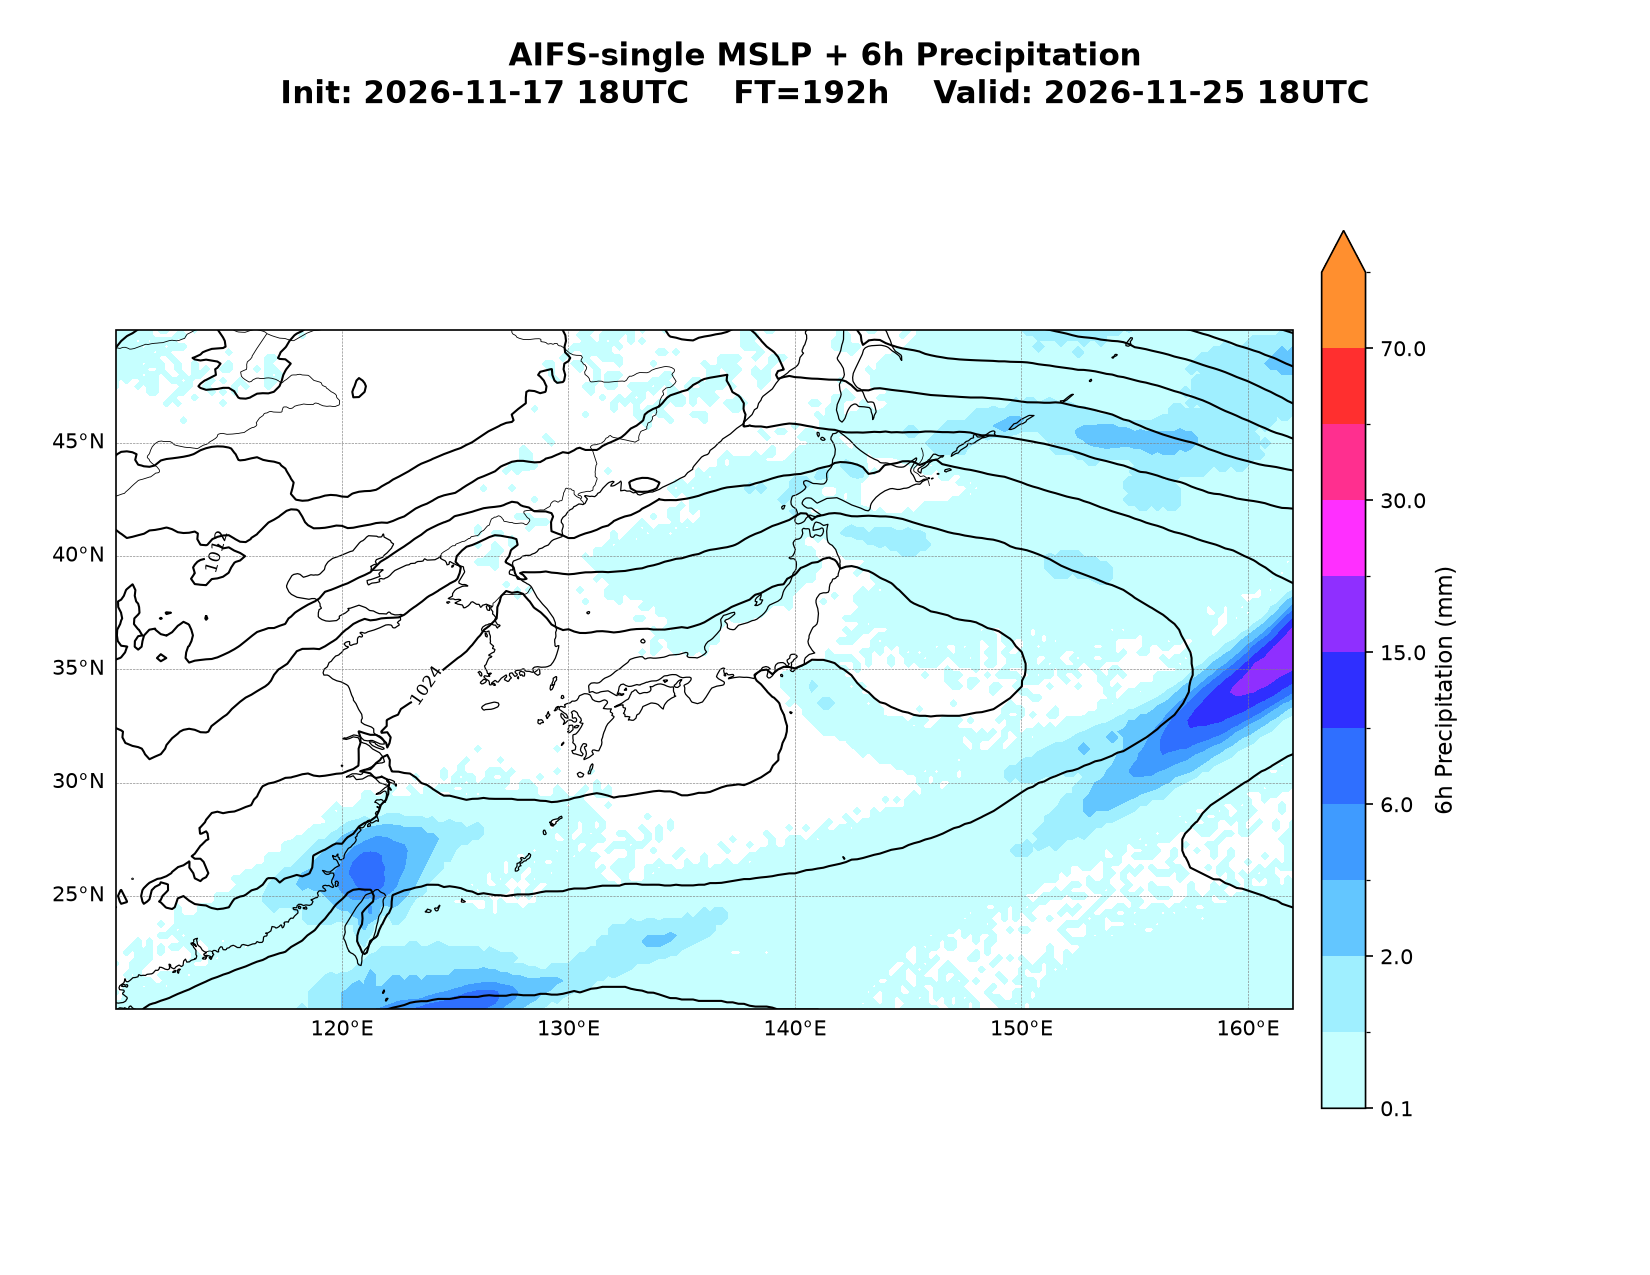 AIFS-single MSLP + 6h Precipitation
Init: 2026-11-17 18UTC    FT=192h    Valid: 2026-11-25 18UTC
70.0
45°N
30.0
1012
40°N
15.0
35°N
1024
6h Precipitation (mm)
30°N
6.0
25°N
2.0
120°E 130°E 140°E 150°E 160°E
0.1